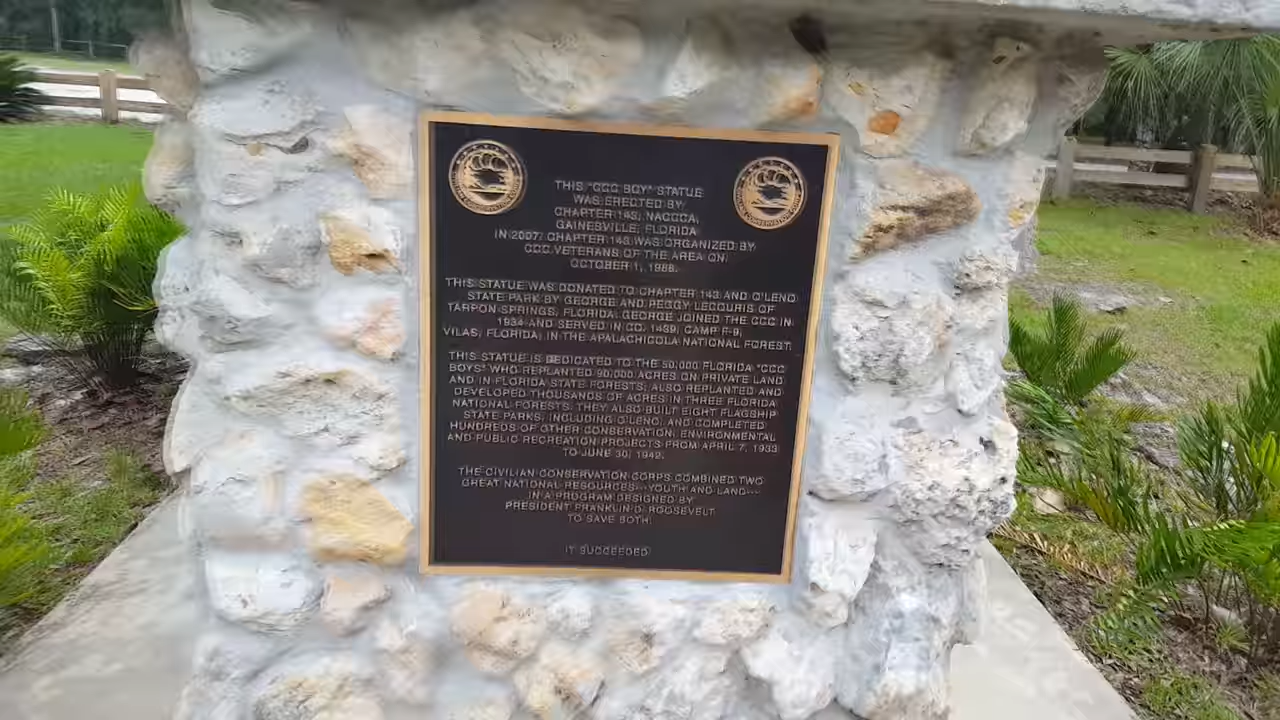 THIS "CCC BOY" STATUE
WAS ERECTED BY
CHAPTER 143, NACCCA,
GAINESVILLE, FLORIDA
IN 2007. CHAPTER 143 WAS ORGANIZED BY
CCC VETERANS OF THE AREA ON
OCTOBER 1, 1988.
THIS STATUE WAS DONATED TO CHAPTER 143 AND O'LENO
STATE PARK BY GEORGE AND PEGGY LECOURIS OF
TARPON SPRINGS, FLORIDA. GEORGE JOINED THE CCC IN
1934 AND SERVED IN CO. 1439, CAMP F-9,
VILAS, FLORIDA, IN THE APALACHICOLA NATIONAL FOREST.
THIS STATUE IS DEDICATED TO THE 50,000 FLORIDA "CCC
BOYS" WHO REPLANTED 90,000 ACRES ON PRIVATE LAND
AND IN FLORIDA STATE FORESTS; ALSO REPLANTED AND
DEVELOPED THOUSANDS OF ACRES IN THREE FLORIDA
NATIONAL FORESTS. THEY ALSO BUILT EIGHT FLAGSHIP
STATE PARKS, INCLUDING O'LENO, AND COMPLETED
HUNDREDS OF OTHER CONSERVATION, ENVIRONMENTAL
AND PUBLIC RECREATION PROJECTS FROM APRIL 7, 1933
TO JUNE 30, 1942.
THE CIVILIAN CONSERVATION CORPS COMBINED TWO
GREAT NATIONAL RESOURCES---YOUTH AND LAND---
IN A PROGRAM DESIGNED BY
PRESIDENT FRANKLIN D. ROOSEVELT
TO SAVE BOTH.
IT SUCCEEDED